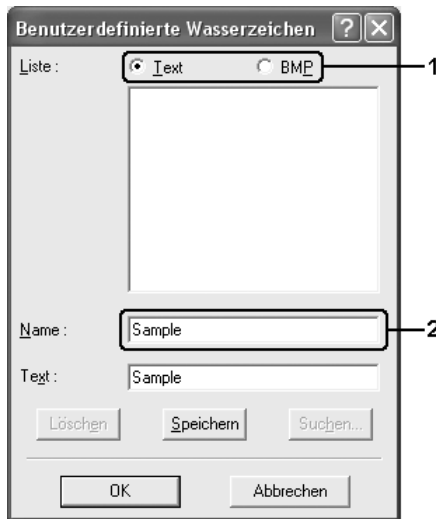 Benutzerdefinierte Wasserzeichen
Liste : Text BMP 1
Name : Sample 2
Text : Sample
Löschen Speichern Suchen...
OK Abbrechen